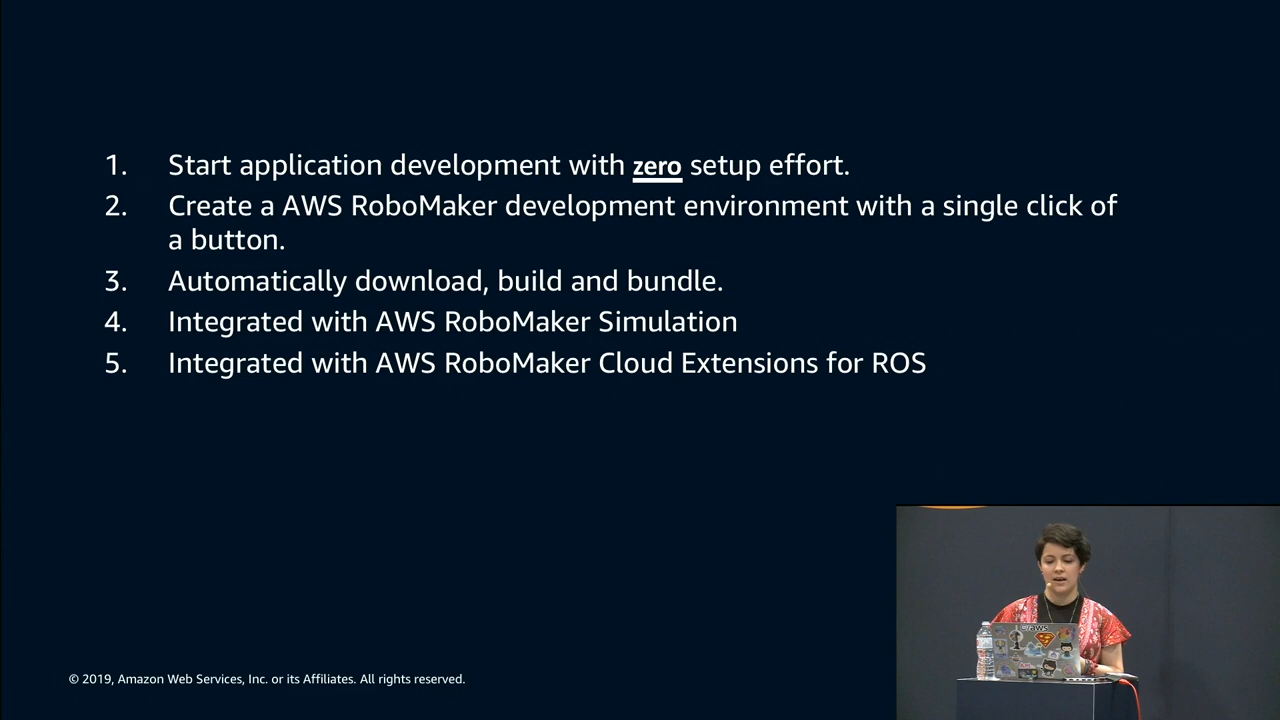 1. Start application development with zero setup effort.
2. Create a AWS RoboMaker development environment with a single click of
a button.
3. Automatically download, build and bundle.
4. Integrated with AWS RoboMaker Simulation
5. Integrated with AWS RoboMaker Cloud Extensions for ROS
aws
© 2019, Amazon Web Services, Inc. or its Affiliates. All rights reserved.